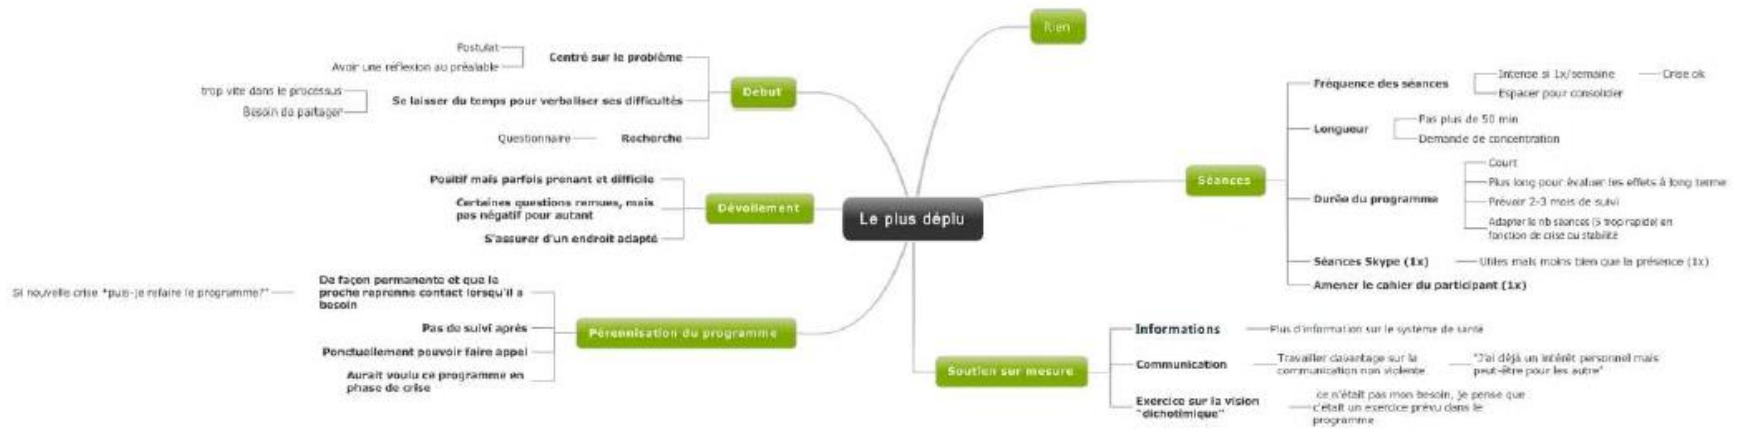 Le plus déplu
Rien
Début
Centré sur le problème
Postulat
Avoir une réflexion au préalable
Se laisser du temps pour verbaliser ses difficultés
trop vite dans le processus
Besoin de partager
Recherche
Questionnaire
Dévoilement
Positif mais parfois prenant et difficile
Certaines questions remues, mais
pas négatif pour autant
S'assurer d'un endroit adapté
Pérennisation du programme
De façon permanente et que le
proche reprenne contact lorsqu'il a
besoin
Si nouvelle crise "puis-je refaire le programme?"
Pas de suivi après
Ponctuellement pouvoir faire appel
Aurait voulu ce programme en
phase de crise
Séances
Fréquence des séances
Intense si 1x/semaine
Crise ok
Espacer pour consolider
Longueur
Pas plus de 50 min
Demande de concentration
Durée du programme
Court
Plus long pour évaluer les effets à long terme
Prévoir 2-3 mois de suivi
Adapter le nb séances (5 trop rapide) en
fonction de crise ou stabilité
Séances Skype (1x)
Utiles mais moins bien que la présence (1x)
Amener le cahier du participant (1x)
Soutien sur mesure
Informations
Plus d'information sur le système de santé
Communication
Travailler davantage sur la
communication non violente
"J'ai déjà un intérêt personnel mais
peut-être pour les autre"
Exercice sur la vision
"dichotimique"
ce n'était pas mon besoin, je pense que
c'était un exercice prévu dans le
programme